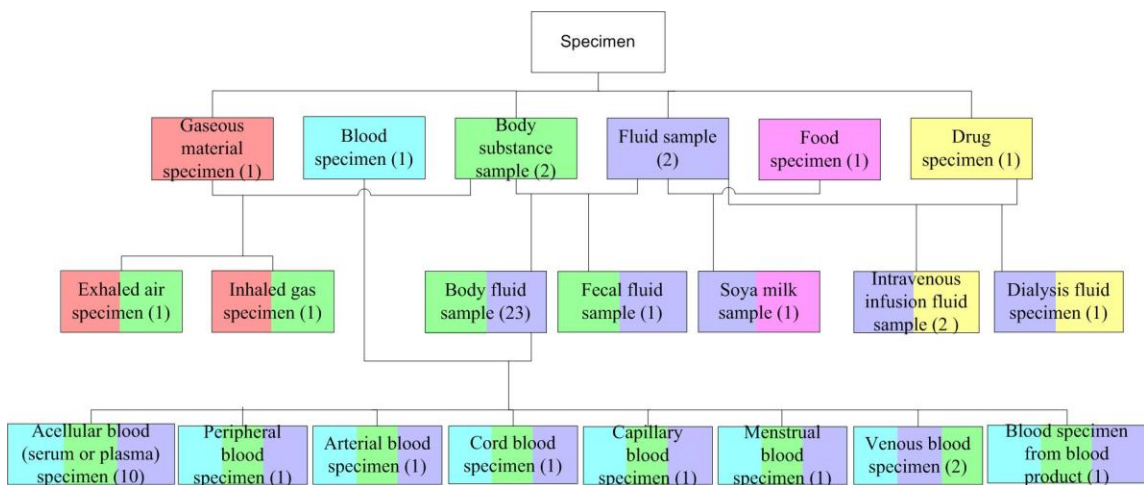 Specimen
Gaseous
material
specimen (1)
Blood
specimen (1)
Body
substance
sample (2)
Fluid sample
(2)
Food
specimen (1)
Drug
specimen (1)
Exhaled air
specimen (1)
Inhaled gas
specimen (1)
Body fluid
sample (23)
Fecal fluid
sample (1)
Soya milk
sample (1)
Intravenous
infusion fluid
sample (2 )
Dialysis fluid
specimen (1)
Acellular blood
(serum or plasma)
specimen (10)
Peripheral
blood
specimen (1)
Arterial blood
specimen (1)
Cord blood
specimen (1)
Capillary
blood
specimen (1)
Menstrual
blood
specimen (1)
Venous blood
specimen (2)
Blood specimen
from blood
product (1)